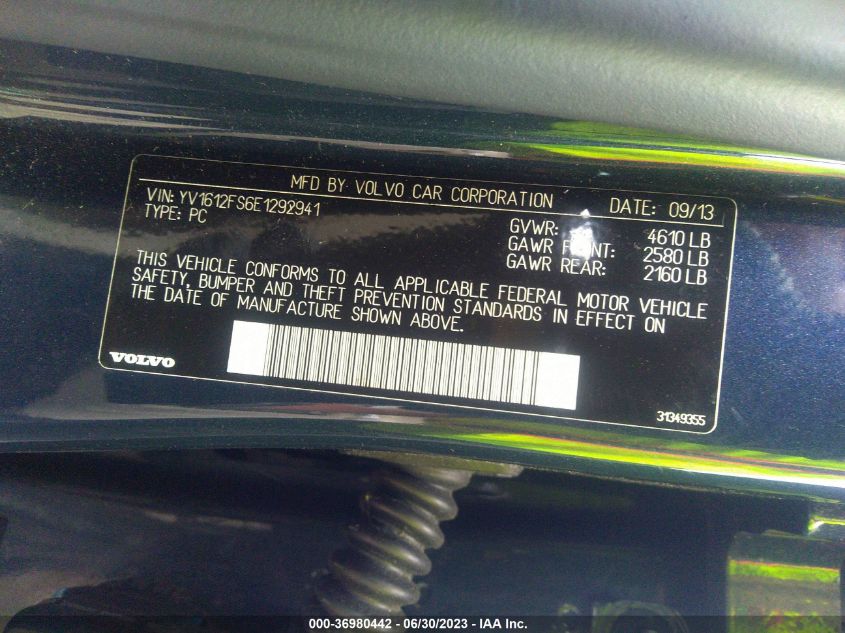 MFD BY VOLVO CAR CORPORATION DATE: 09/13
VIN: YV1612FS6E1292941
TYPE: PC
GVWR: 4610 LB
GAWR FRONT: 2580 LB
GAWR REAR: 2160 LB
THIS VEHICLE CONFORMS TO ALL APPLICABLE FEDERAL MOTOR VEHICLE
SAFETY, BUMPER AND THEFT PREVENTION STANDARDS IN EFFECT ON
THE DATE OF MANUFACTURE SHOWN ABOVE.
VOLVO
31349355
000-36980442 - 06/30/2023 - IAA Inc.